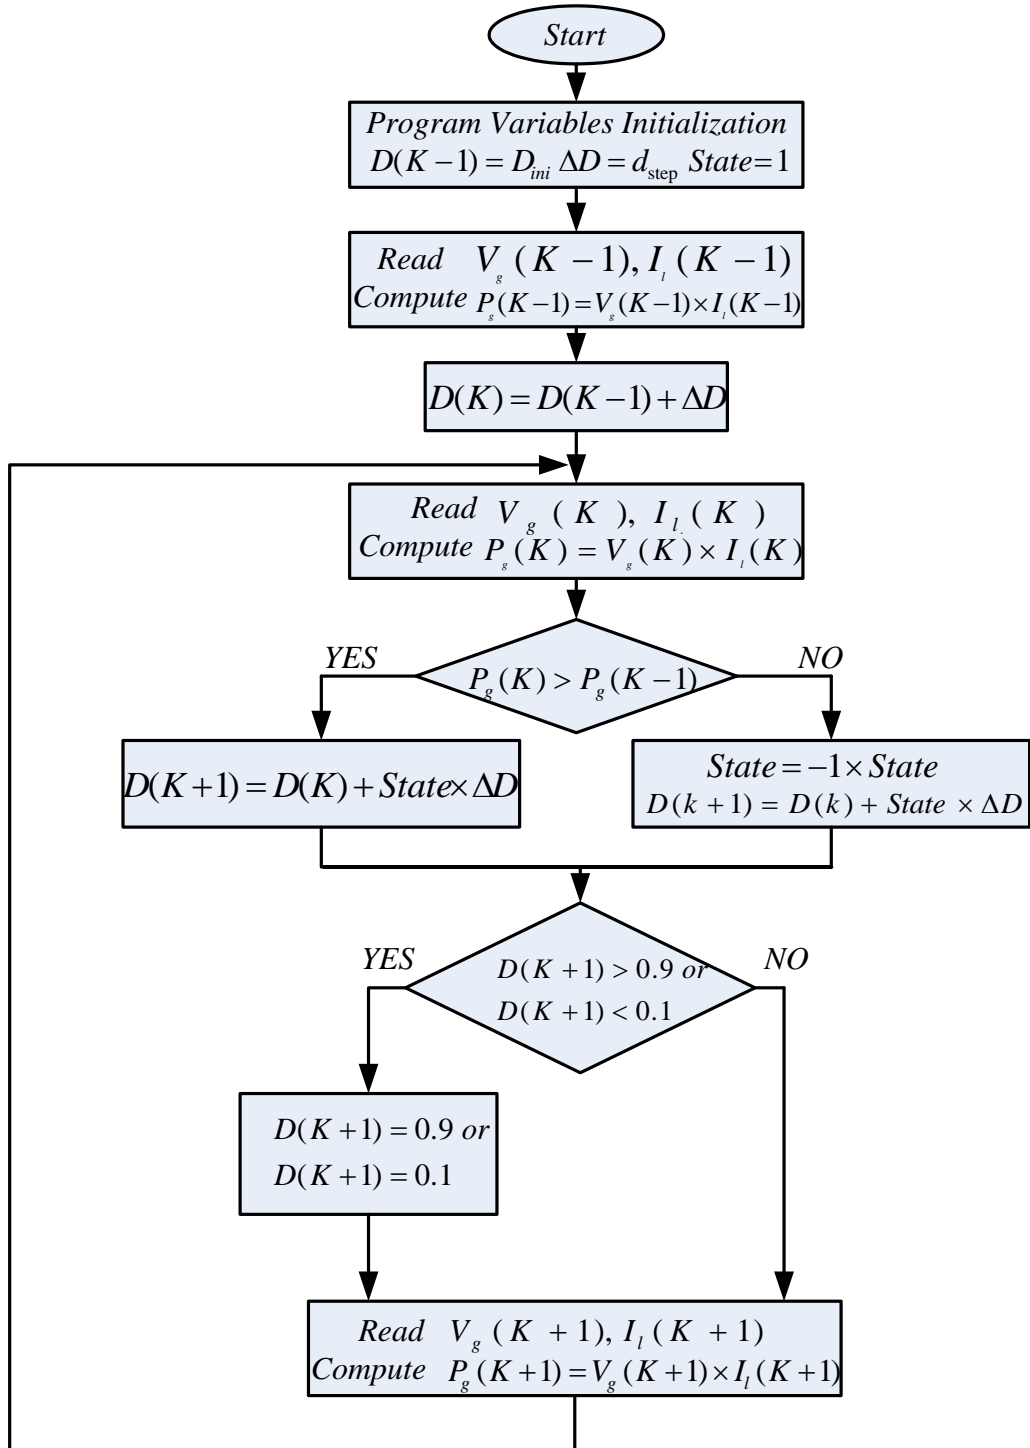 Start
Program Variables Initialization
D(K−1) = D_ini ΔD = d_step State=1
Read V_g(K−1), I_l(K−1)
Compute P_g(K−1)=V_g(K−1)×I_l(K−1)
D(K) = D(K−1)+ΔD
Read V_g(K), I_l(K)
Compute P_g(K) = V_g(K)×I_l(K)
YES
NO
P_g(K) > P_g(K−1)
D(K+1) = D(K)+State×ΔD
State=−1×State
D(k+1) = D(k)+State×ΔD
YES
NO
D(K+1) > 0.9 or
D(K+1) < 0.1
D(K+1) = 0.9 or
D(K+1) = 0.1
Read V_g(K+1), I_l(K+1)
Compute P_g(K+1)=V_g(K+1)×I_l(K+1)